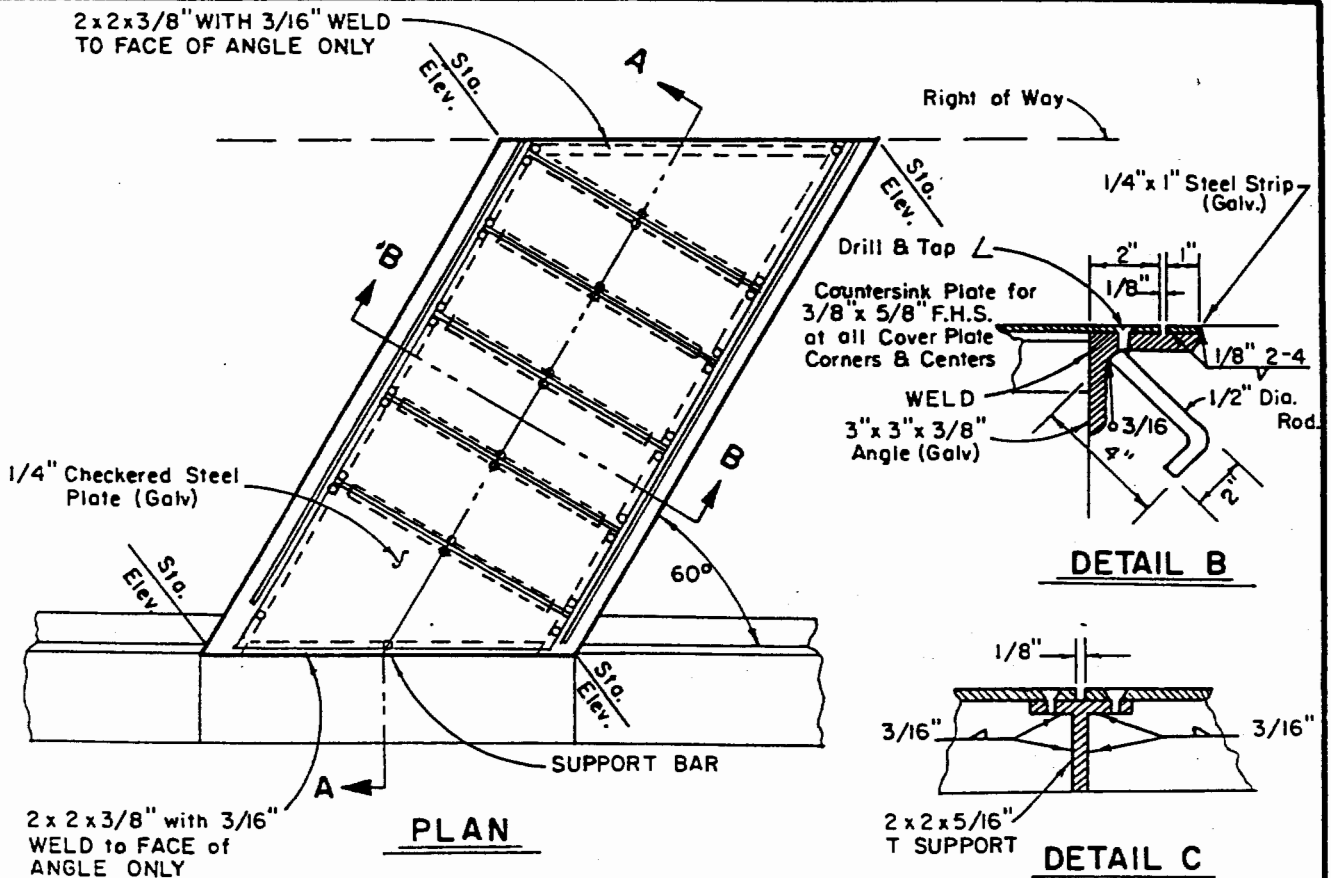 2 x 2 x 3/8" WITH 3/16" WELD
TO FACE OF ANGLE ONLY
Sta.
Elev.
A
Right of Way
Sta.
Elev.
1/4" x 1" Steel Strip
(Galv.)
Drill & Tap
2"
1"
1/8"
Countersink Plate for
3/8" x 5/8" F.H.S.
at all Cover Plate
Corners & Centers
1/8" 2-4
WELD
1/2" Dia.
Rod.
3" x 3" x 3/8"
Angle (Galv)
3/16
4"
2"
DETAIL B
B
B
1/4" Checkered Steel
Plate (Galv)
60°
Sta.
Elev.
Sta.
Elev.
SUPPORT BAR
A
2 x 2 x 3/8" with 3/16"
WELD to FACE of
ANGLE ONLY
PLAN
1/8"
3/16"
3/16"
2 x 2 x 5/16"
T SUPPORT
DETAIL C